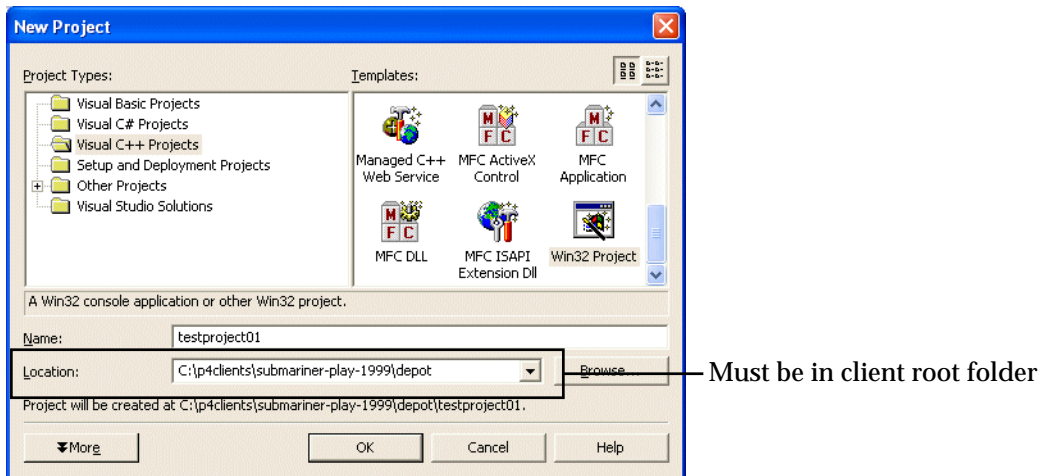 New Project
Project Types:
Templates:
Visual Basic Projects
Visual C# Projects
Visual C++ Projects
Setup and Deployment Projects
Other Projects
Visual Studio Solutions
Managed C++
Web Service
MFC ActiveX
Control
MFC
Application
MFC DLL
MFC ISAPI
Extension Dll
Win32 Project
A Win32 console application or other Win32 project.
Name:
testproject01
Location:
C:\p4clients\submariner-play-1999\depot
Browse...
Must be in client root folder
Project will be created at C:\p4clients\submariner-play-1999\depot\testproject01.
More
OK
Cancel
Help